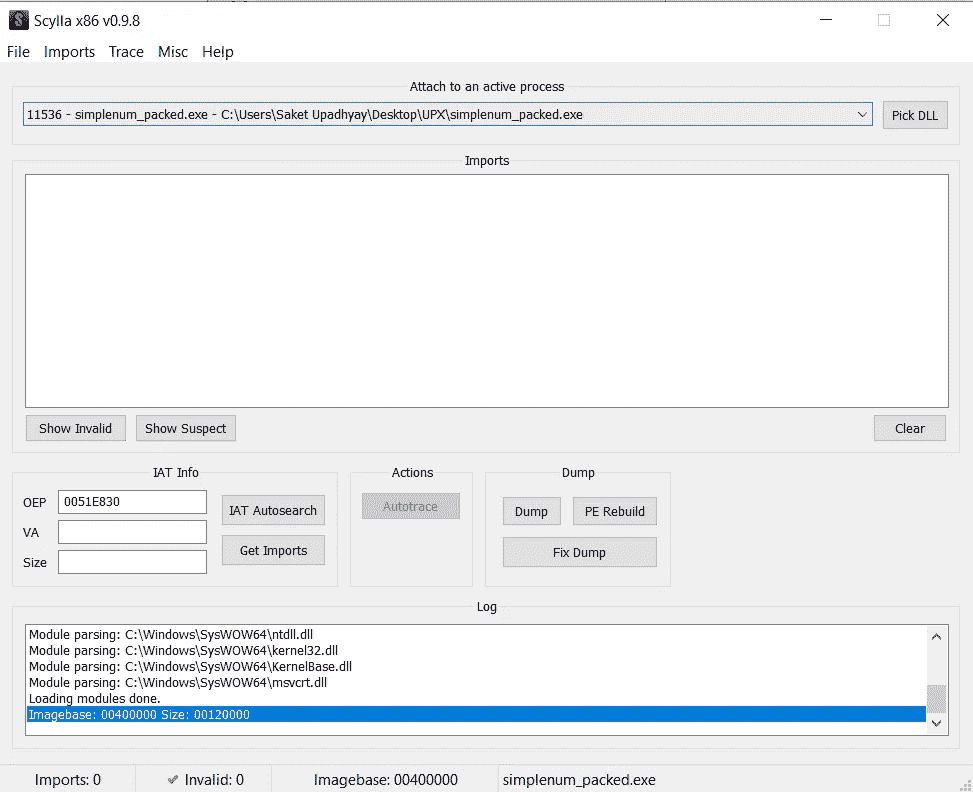 Scylla x86 v0.9.8
File Imports Trace Misc Help
Attach to an active process
11536 - simplenum_packed.exe - C:\Users\Saket Upadhyay\Desktop\UPX\simplenum_packed.exe
Pick DLL
Imports
Show Invalid
Show Suspect
Clear
IAT Info
OEP 0051E830
VA
Size
IAT Autosearch
Get Imports
Actions
Autotrace
Dump
Dump
PE Rebuild
Fix Dump
Log
Module parsing: C:\Windows\SysWOW64\ntdll.dll
Module parsing: C:\Windows\SysWOW64\kernel32.dll
Module parsing: C:\Windows\SysWOW64\KernelBase.dll
Module parsing: C:\Windows\SysWOW64\msvcrt.dll
Loading modules done.
Imagebase: 00400000 Size: 00120000
Imports: 0
Invalid: 0
Imagebase: 00400000
simplenum_packed.exe